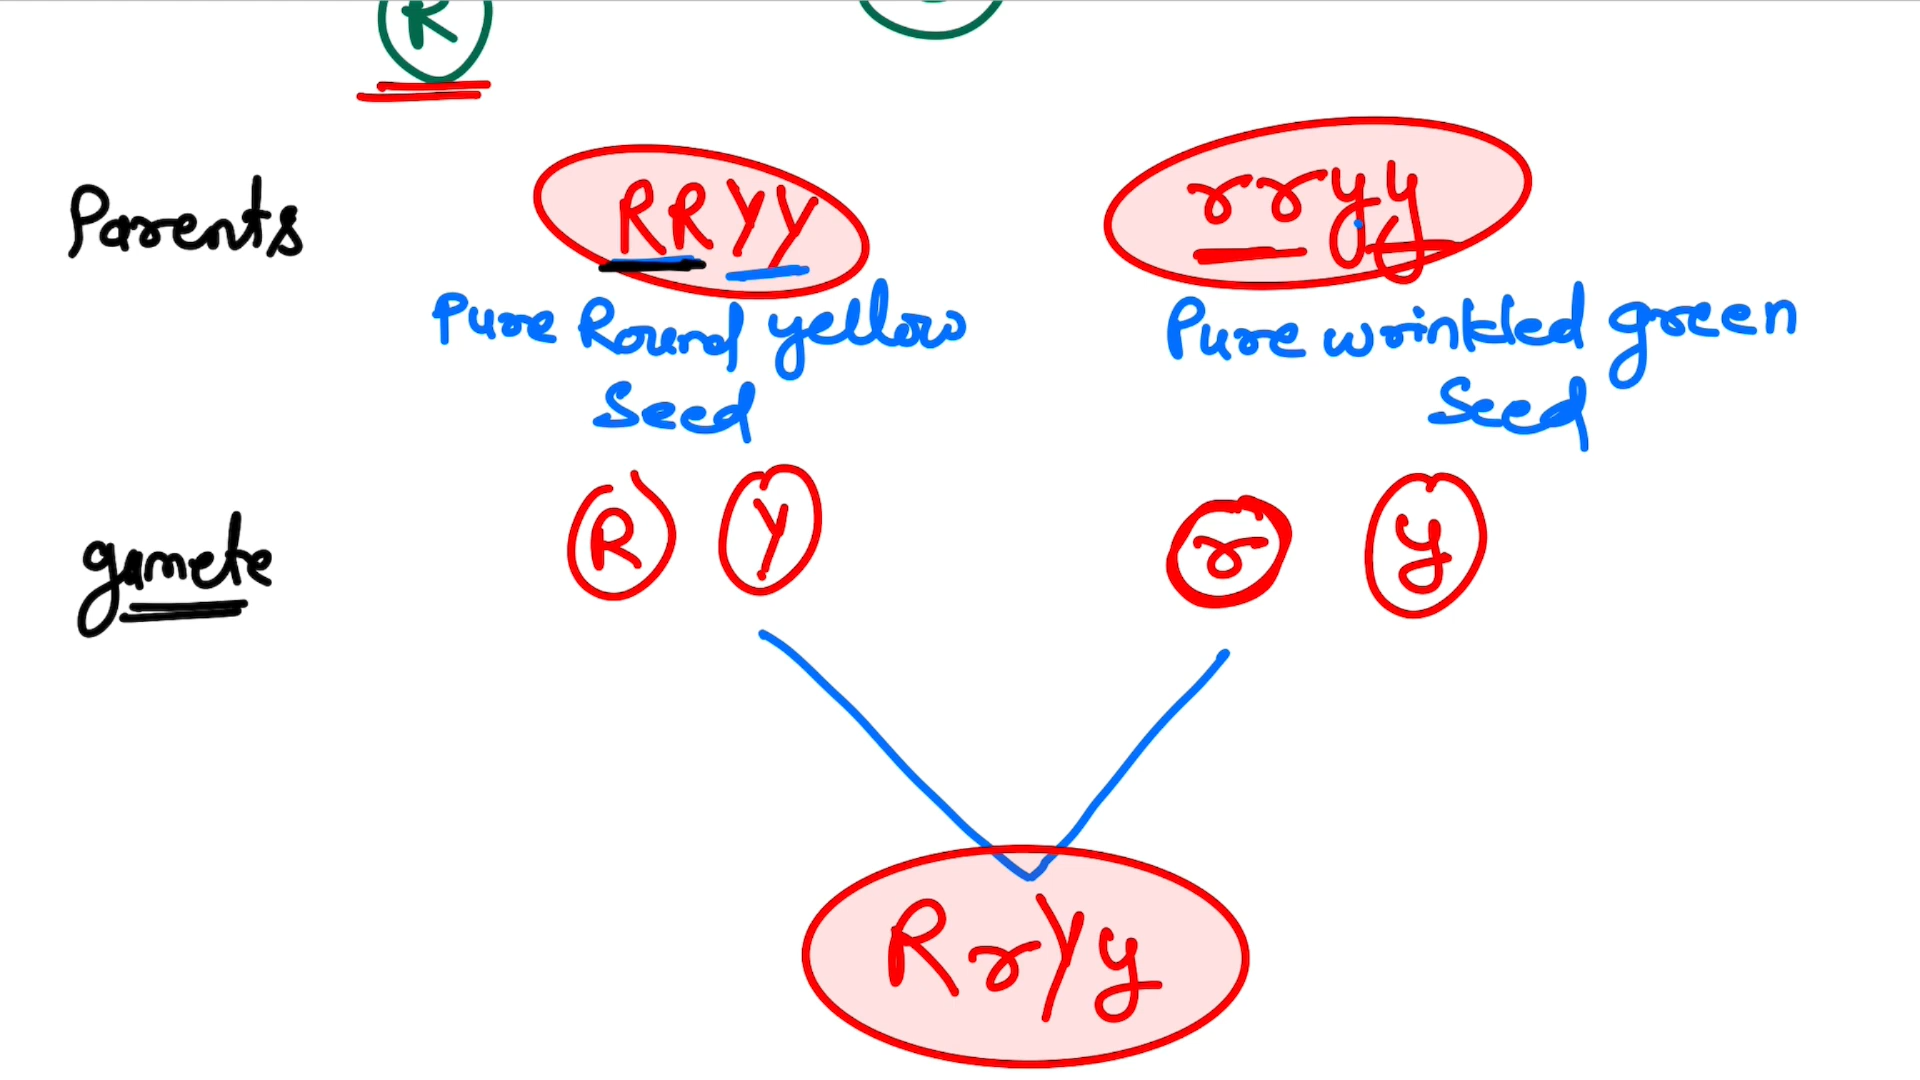 R
Parents RRYY rryy
Pure Round yellow Pure wrinkled green
Seed Seed
gamete R Y r y
RrYy